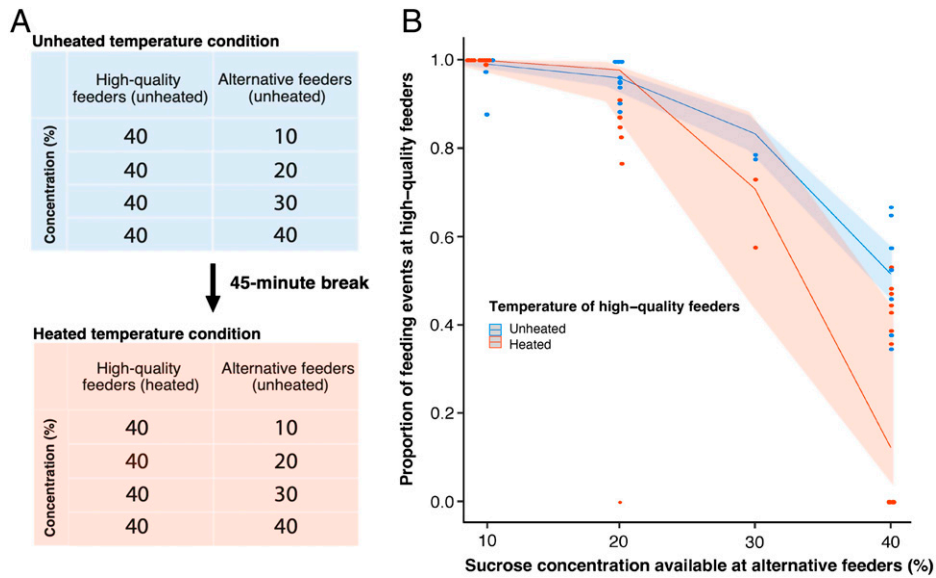 A
Unheated temperature condition
High-quality
feeders (unheated)
Alternative feeders
(unheated)
Concentration (%)
40 10
40 20
40 30
40 40
45-minute break
Heated temperature condition
High-quality
feeders (heated)
Alternative feeders
(unheated)
Concentration (%)
40 10
40 20
40 30
40 40
B
Proportion of feeding events at high-quality feeders
1.0
0.8
0.6
0.4
0.2
0.0
Temperature of high-quality feeders
Unheated
Heated
10 20 30 40
Sucrose concentration available at alternative feeders (%)